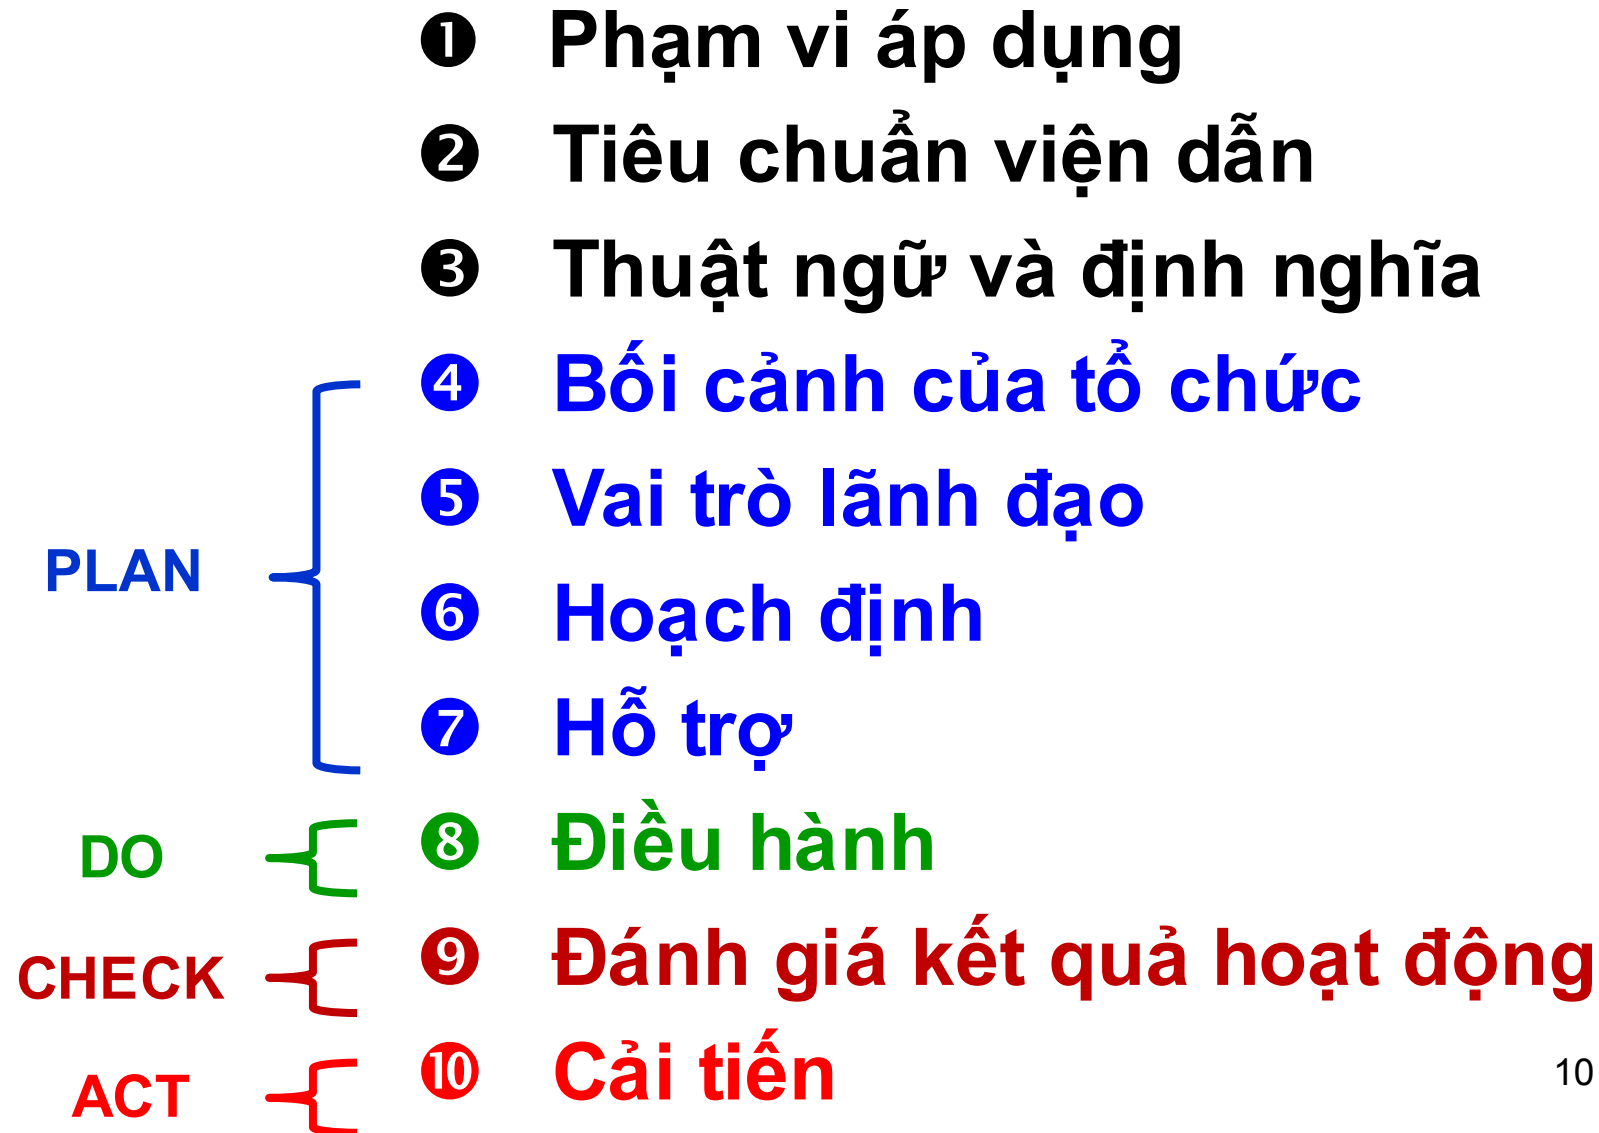 ❶ Phạm vi áp dụng
❷ Tiêu chuẩn viện dẫn
❸ Thuật ngữ và định nghĩa
❹ Bối cảnh của tổ chức
❺ Vai trò lãnh đạo
PLAN
❻ Hoạch định
❼ Hỗ trợ
DO ❽ Điều hành
CHECK ❾ Đánh giá kết quả hoạt động
ACT ❿ Cải tiến
10